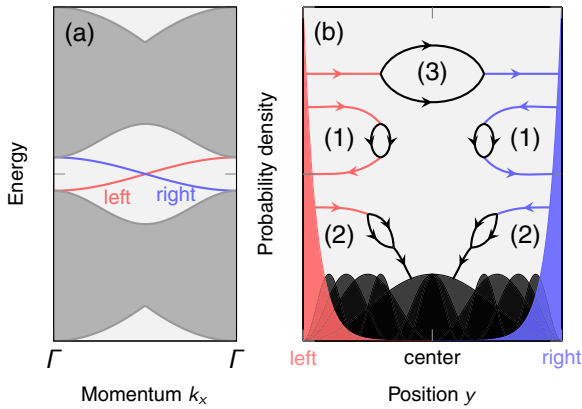 (a)
Energy
left
right
Γ
Γ
Momentum kₓ
(b)
Probability density
(3)
(1)
(1)
(2)
(2)
left
center
right
Position y